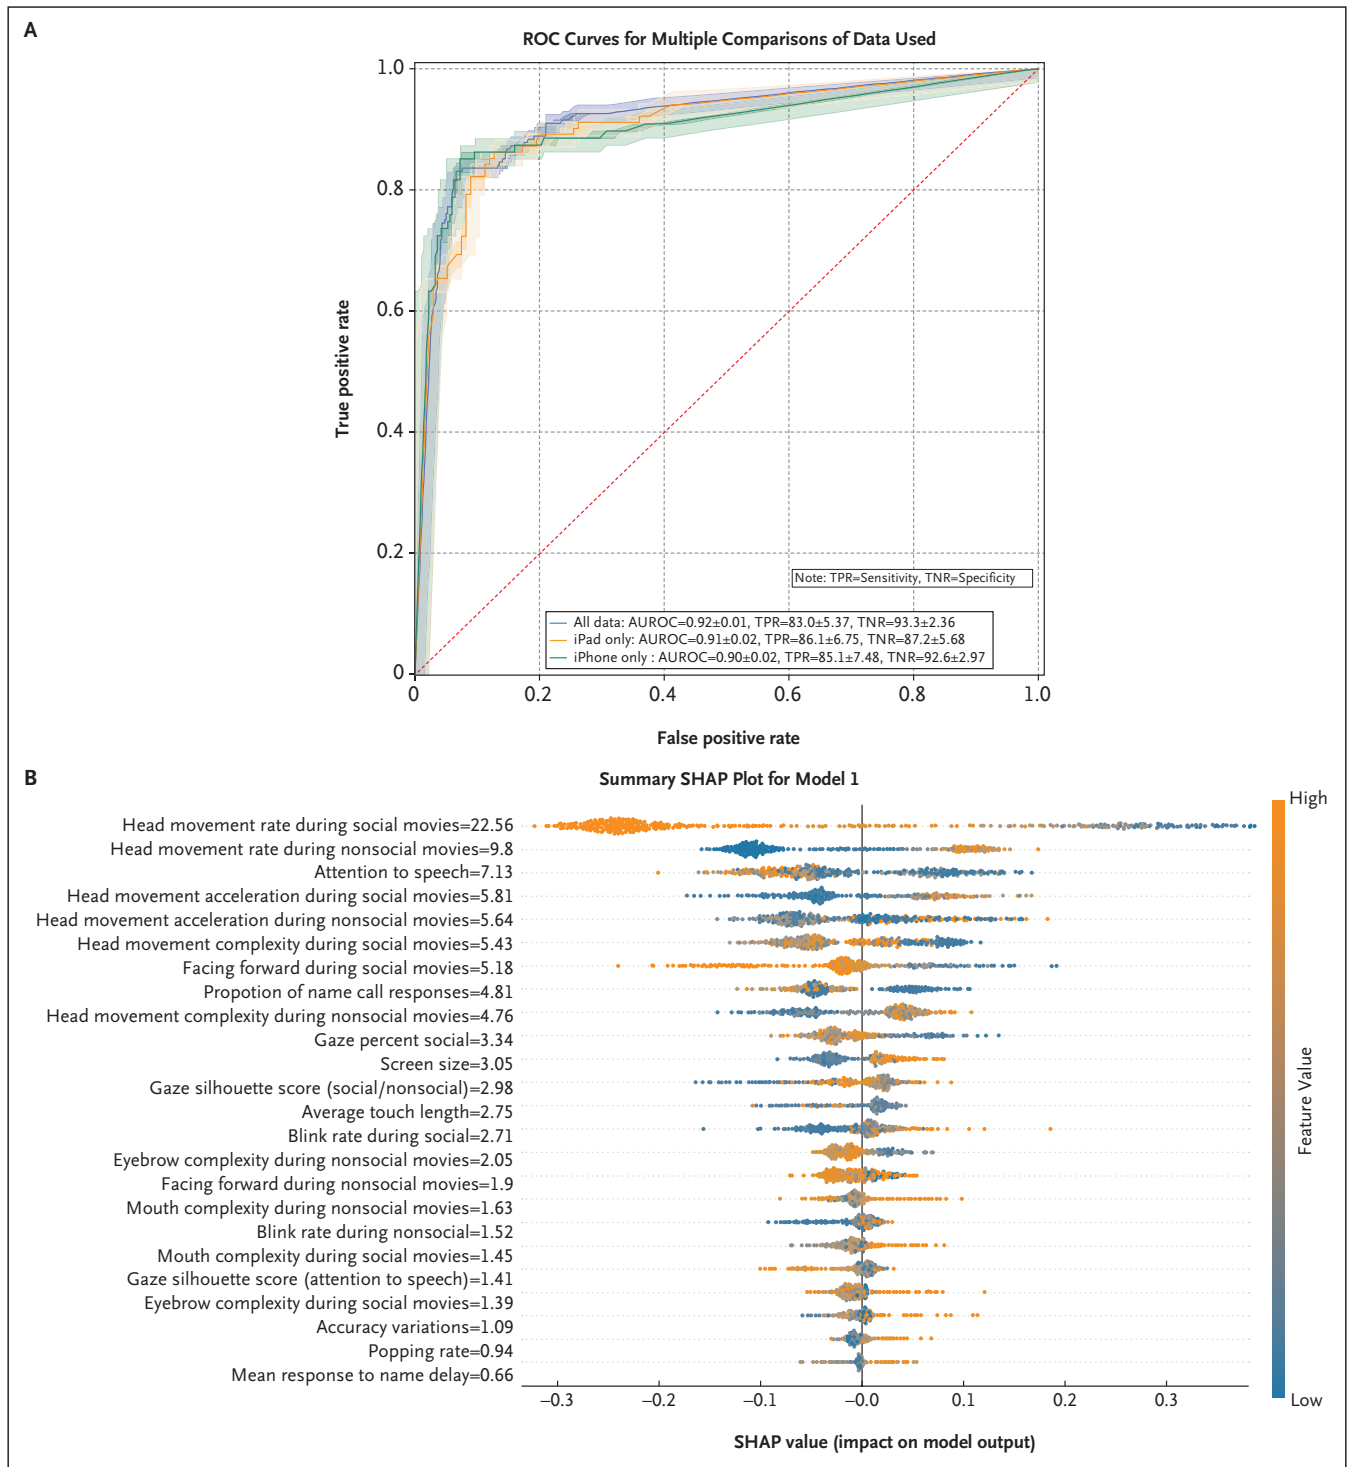 A
ROC Curves for Multiple Comparisons of Data Used
1.0
0.8
0.6
0.4
0.2
0
True positive rate
Note: TPR=Sensitivity, TNR=Specificity
All data: AUROC=0.92±0.01, TPR=83.0±5.37, TNR=93.3±2.36
iPad only: AUROC=0.91±0.02, TPR=86.1±6.75, TNR=87.2±5.68
iPhone only : AUROC=0.90±0.02, TPR=85.1±7.48, TNR=92.6±2.97
0 0.2 0.4 0.6 0.8 1.0
False positive rate
B
Summary SHAP Plot for Model 1
Head movement rate during social movies=22.56
Head movement rate during nonsocial movies=9.8
Attention to speech=7.13
Head movement acceleration during social movies=5.81
Head movement acceleration during nonsocial movies=5.64
Head movement complexity during social movies=5.43
Facing forward during social movies=5.18
Propotion of name call responses=4.81
Head movement complexity during nonsocial movies=4.76
Gaze percent social=3.34
Screen size=3.05
Gaze silhouette score (social/nonsocial)=2.98
Average touch length=2.75
Blink rate during social=2.71
Eyebrow complexity during nonsocial movies=2.05
Facing forward during nonsocial movies=1.9
Mouth complexity during nonsocial movies=1.63
Blink rate during nonsocial=1.52
Mouth complexity during social movies=1.45
Gaze silhouette score (attention to speech)=1.41
Eyebrow complexity during social movies=1.39
Accuracy variations=1.09
Popping rate=0.94
Mean response to name delay=0.66
−0.3 −0.2 −0.1 −0.0 0.1 0.2 0.3
SHAP value (impact on model output)
High
Feature Value
Low